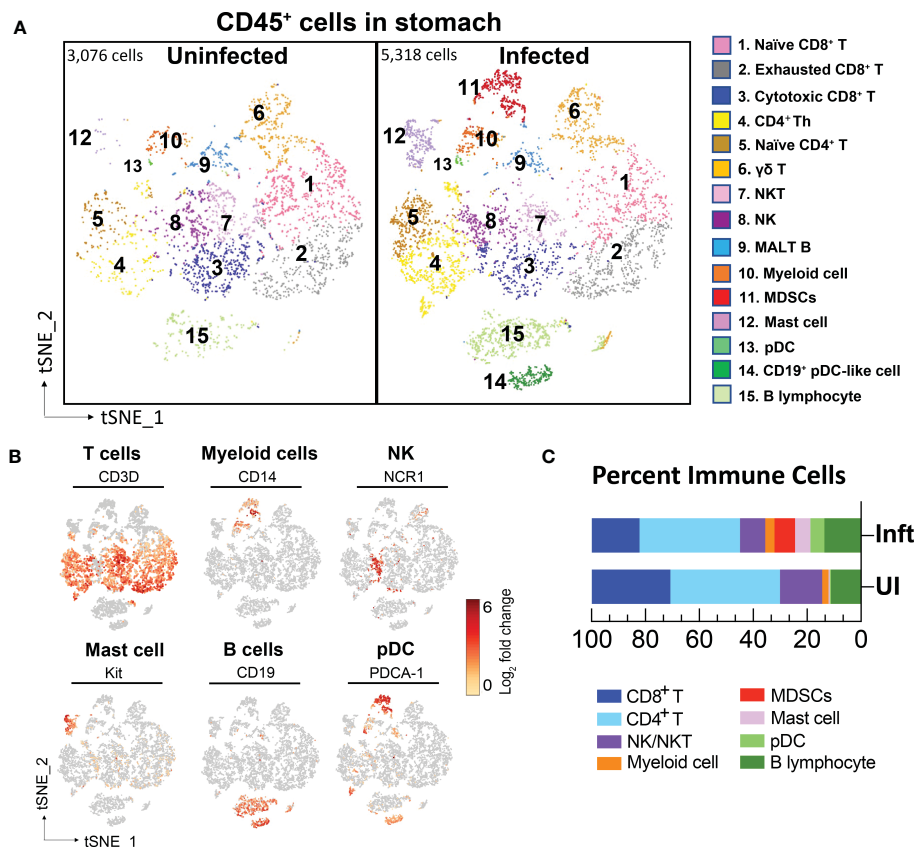 A
CD45⁺ cells in stomach
3,076 cells
Uninfected
5,318 cells
Infected
6
12
10
13
9
1
5
8
7
4
3
2
15
11
6
12
10
13
9
1
5
8
7
4
3
2
15
14
tSNE_2
tSNE_1
1. Naïve CD8⁺ T
2. Exhausted CD8⁺ T
3. Cytotoxic CD8⁺ T
4. CD4⁺ Th
5. Naïve CD4⁺ T
6. γδ T
7. NKT
8. NK
9. MALT B
10. Myeloid cell
11. MDSCs
12. Mast cell
13. pDC
14. CD19⁺ pDC-like cell
15. B lymphocyte
B
T cells
CD3D
Myeloid cells
CD14
NK
NCR1
Mast cell
Kit
B cells
CD19
pDC
PDCA-1
6
0
Log₂ fold change
tSNE_2
tSNE_1
C
Percent Immune Cells
Inft
UI
100 80 60 40 20 0
CD8⁺ T
CD4⁺ T
NK/NKT
Myeloid cell
MDSCs
Mast cell
pDC
B lymphocyte